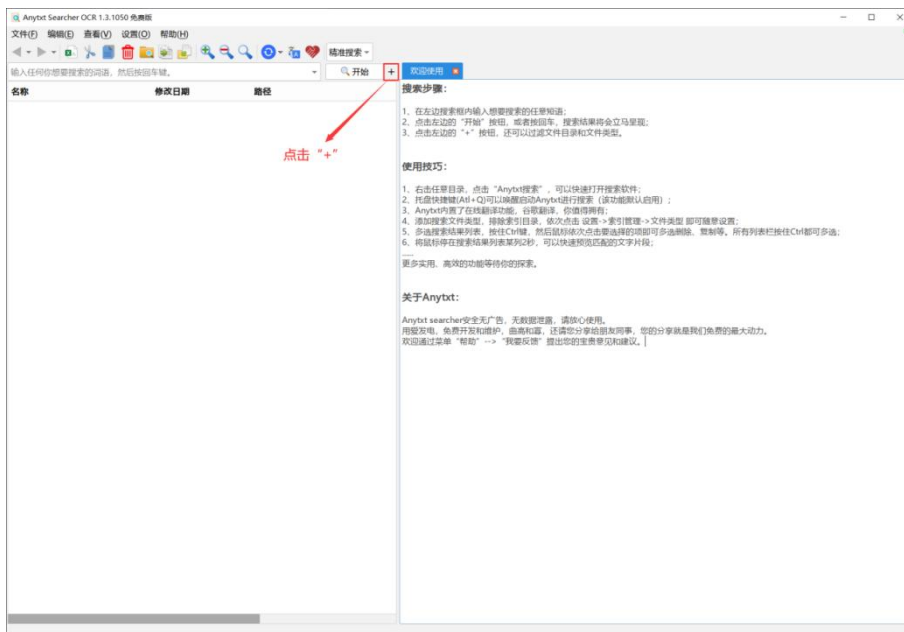 Anytxt Searcher OCR 1.3.1050 免费版
文件(F) 编辑(E) 查看(V) 设置(O) 帮助(H)
精准搜索
输入任何你想要搜索的词语，然后按回车键。 开始 + 欢迎使用
名称 修改日期 路径
点击“+”
搜索步骤：
1、在左边搜索框内输入想要搜索的任意短语；
2、点击左边的“开始”按钮，或者按回车，搜索结果将会立马呈现；
3、点击左边的“+”按钮，还可以过滤文件目录和文件类型。
使用技巧：
1、右击任意目录，点击“Anytxt搜索”，可以快速打开搜索软件；
2、托盘快捷键(Atl+Q)可以唤醒启动Anytxt进行搜索（该功能默认启用）；
3、Anytxt内置了在线翻译功能，谷歌翻译，你值得拥有；
4、添加搜索文件类型，排除索引目录，依次点击 设置->索引管理->文件类型 即可随意设置；
5、多选搜索结果列表，按住Ctrl键，然后鼠标依次点击要选择的项即可多选删除、复制等。所有列表栏按住Ctrl都可多选；
6、将鼠标停在搜索结果列表某列2秒，可以快速预览匹配的文字片段；
......
更多实用、高效的功能等待你的探索。
关于Anytxt：
Anytxt searcher安全无广告，无数据泄露，请放心使用。
用爱发电，免费开发和维护，曲高和寡，还请您分享给朋友同事，您的分享就是我们免费的最大动力。
欢迎通过菜单“帮助”-->“我要反馈”提出您的宝贵意见和建议。